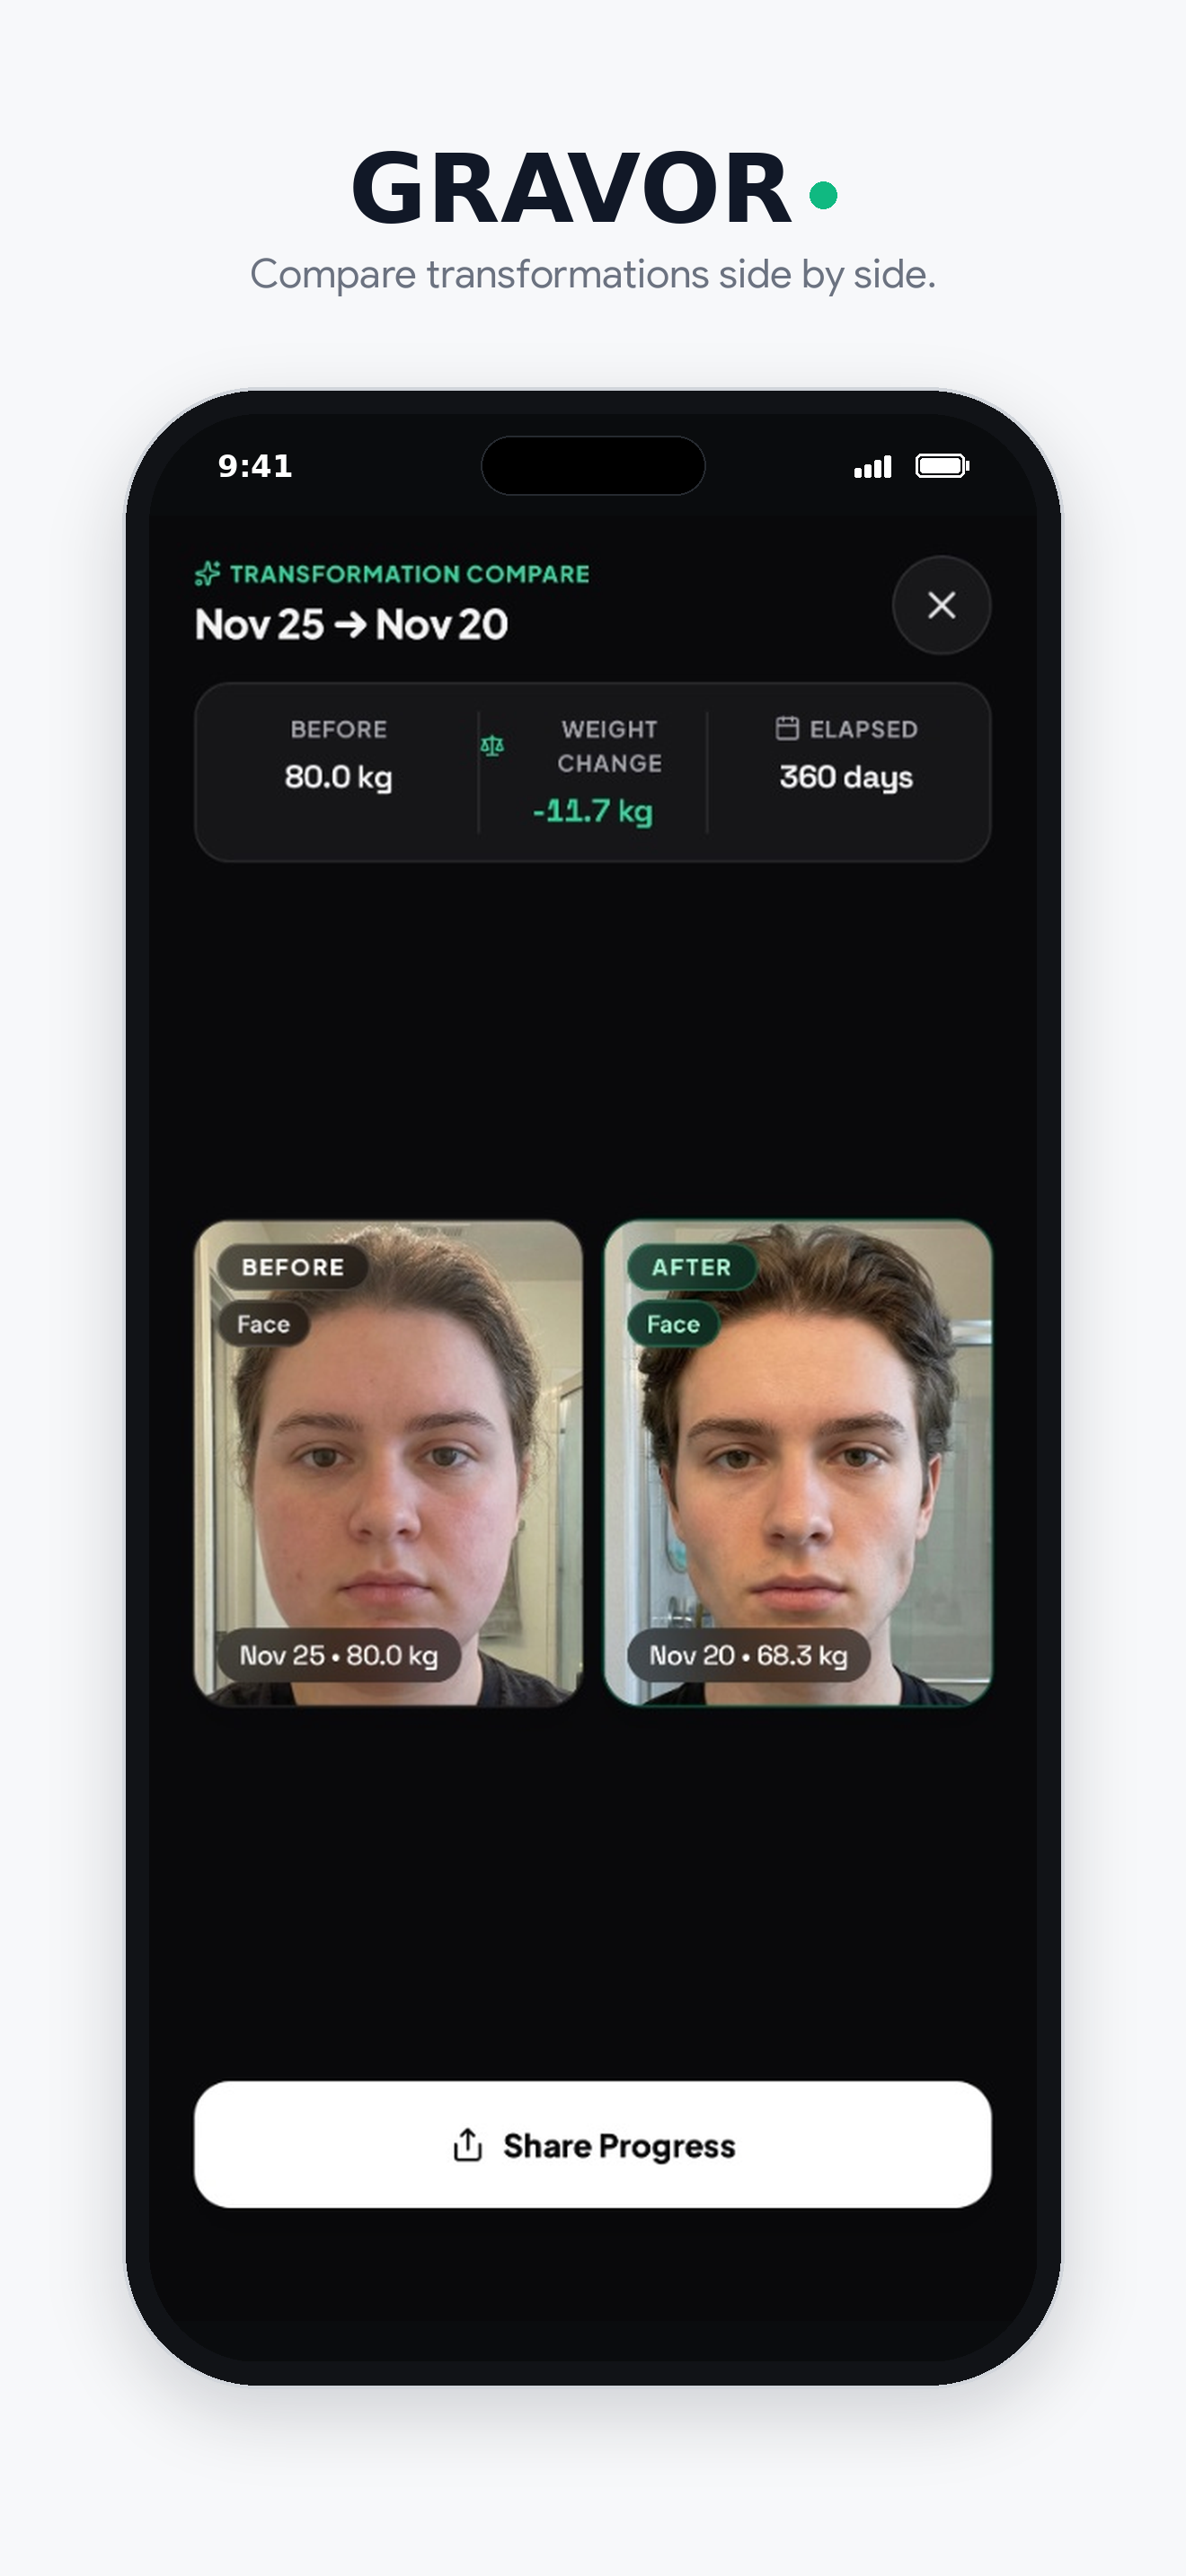 GRAVOR
Compare transformations side by side.
9:41
TRANSFORMATION COMPARE
Nov 25 → Nov 20
BEFORE
80.0 kg
WEIGHT
CHANGE
-11.7 kg
ELAPSED
360 days
BEFORE
Face
Nov 25 • 80.0 kg
AFTER
Face
Nov 20 • 68.3 kg
Share Progress